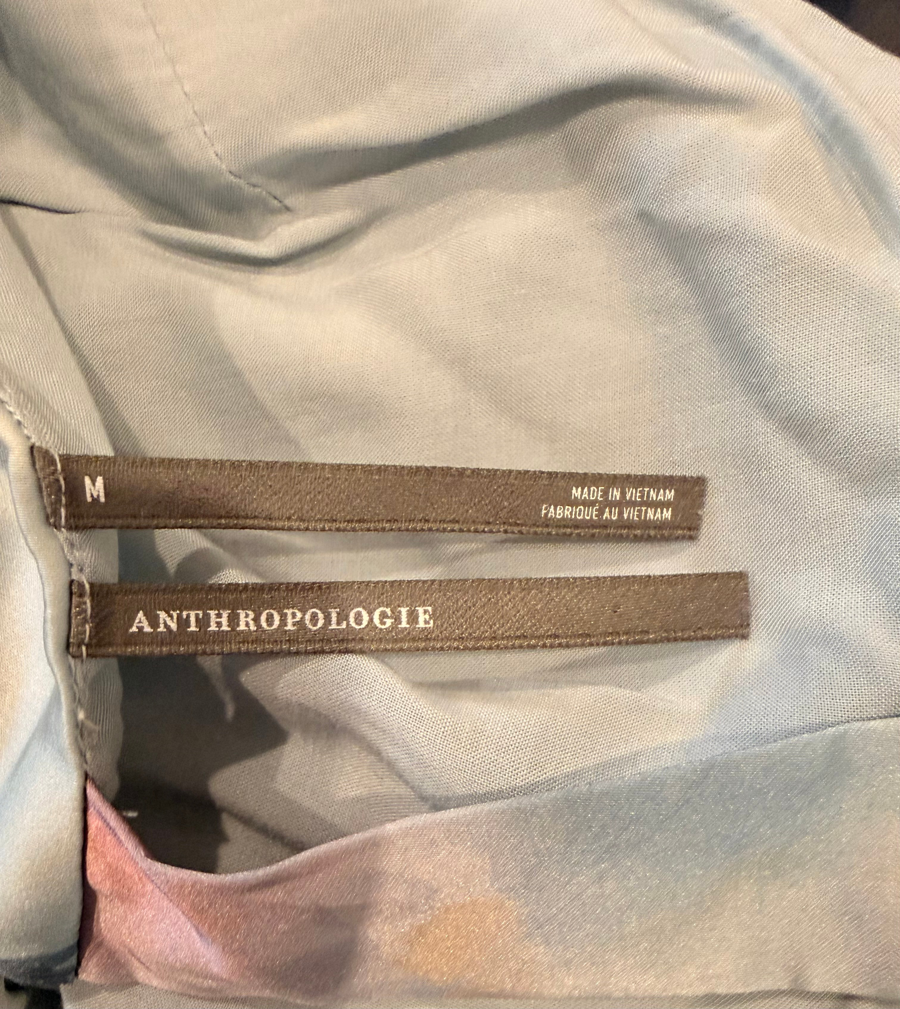 M
MADE IN VIETNAM
FABRIQUÉ AU VIETNAM
ANTHROPOLOGIE